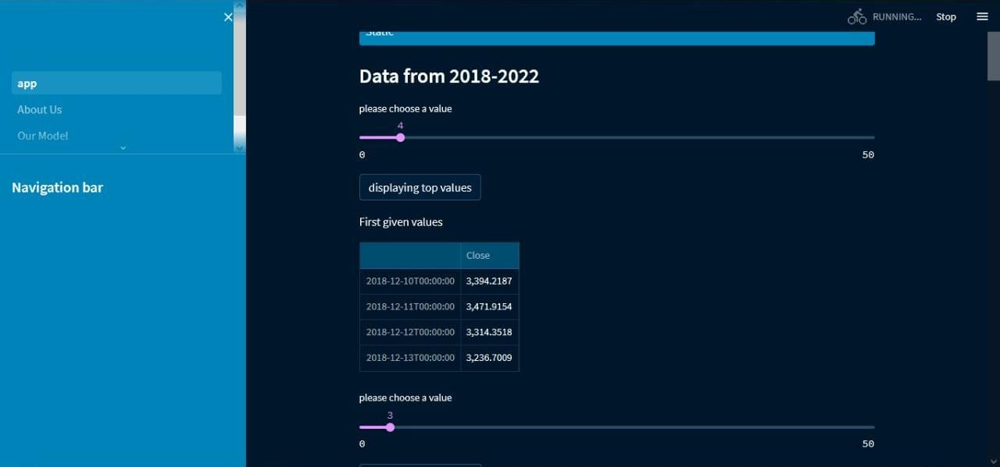 RUNNING... Stop
Static
app
About Us
Our Model
Navigation bar
Data from 2018-2022
please choose a value
4
0 50
displaying top values
First given values
Close
2018-12-10T00:00:00 3,394.2187
2018-12-11T00:00:00 3,471.9154
2018-12-12T00:00:00 3,314.3518
2018-12-13T00:00:00 3,236.7009
please choose a value
3
0 50